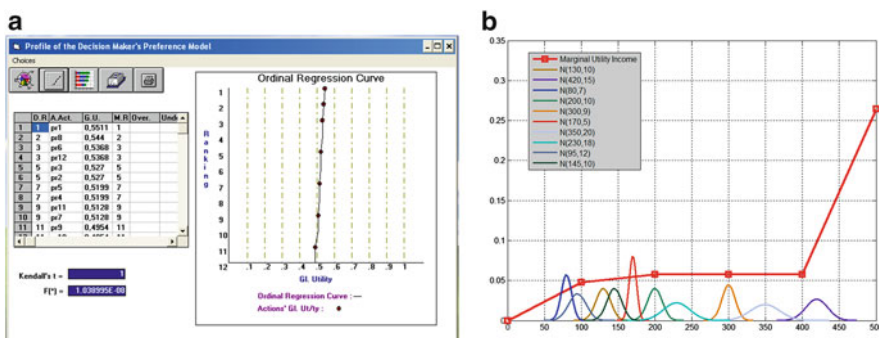 a
Profile of the Decision Maker's Preference Model
Choices
D.R A.Act. G.U. M.R Over. Unde
1 1 pr1 0,5511 1
2 2 pr8 0,544 2
3 3 pr6 0,5368 3
4 3 pr12 0,5368 3
5 5 pr3 0,527 5
6 5 pr2 0,527 5
7 7 pr5 0,5199 7
8 7 pr4 0,5199 7
9 9 pr11 0,5128 9
10 9 pr7 0,5128 9
11 11 pr9 0,4954 11
Kendall's t = 1
F(*) = 1.038995E-08
Ordinal Regression Curve
Ranking
1
2
3
4
5
6
7
8
9
10
11
12 .1 .2 .3 .4 .5 .6 .7 .8 .9 1
Gl. Utility
Ordinal Regression Curve : —
Actions' Gl. Utility :
b
0.35
0.3
0.25
0.2
0.15
0.1
0.05
0
Marginal Utility Income
N(130,10)
N(420,15)
N(80,7)
N(200,10)
N(300,9)
N(170,5)
N(350,20)
N(230,18)
N(95,12)
N(145,10)
0 50 100 150 200 250 300 350 400 450 500